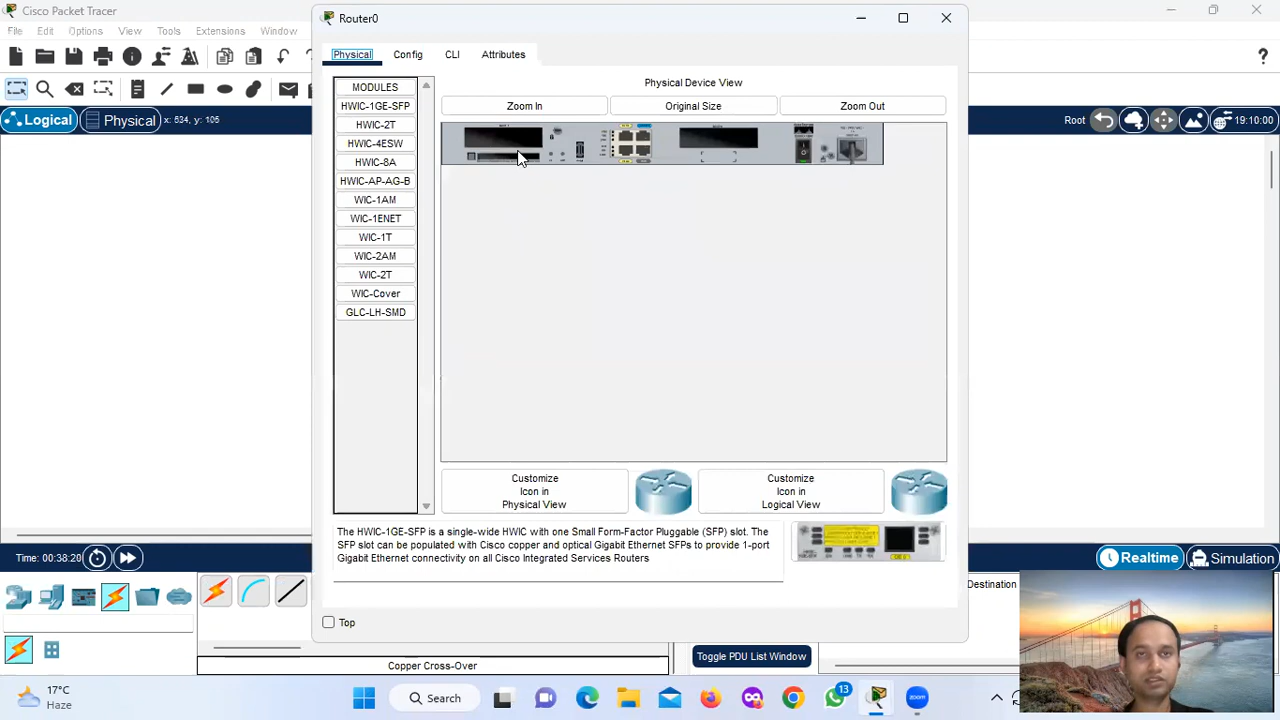 Cisco Packet Tracer
Router0
File Edit Options View Tools Extensions Window
Physical Config CLI Attributes
Logical Physical x: 534, y: 105
Root 19:10:00
MODULES
HWIC-1GE-SFP
HWIC-2T
HWIC-4ESW
HWIC-8A
HWIC-AP-AG-B
WIC-1AM
WIC-1ENET
WIC-1T
WIC-2AM
WIC-2T
WIC-Cover
GLC-LH-SMD
Physical Device View
Zoom In Original Size Zoom Out
Customize
Icon in
Physical View
Customize
Icon in
Logical View
The HWIC-1GE-SFP is a single-wide HWIC with one Small Form-Factor Pluggable (SFP) slot. The
SFP slot can be populated with Cisco copper and optical Gigabit Ethernet SFPs to provide 1-port
Gigabit Ethernet connectivity on all Cisco Integrated Services Routers
Top
Time: 00:38:20
Realtime Simulation
Destination
Copper Cross-Over
Toggle PDU List Window
17°C
Haze
Search
13